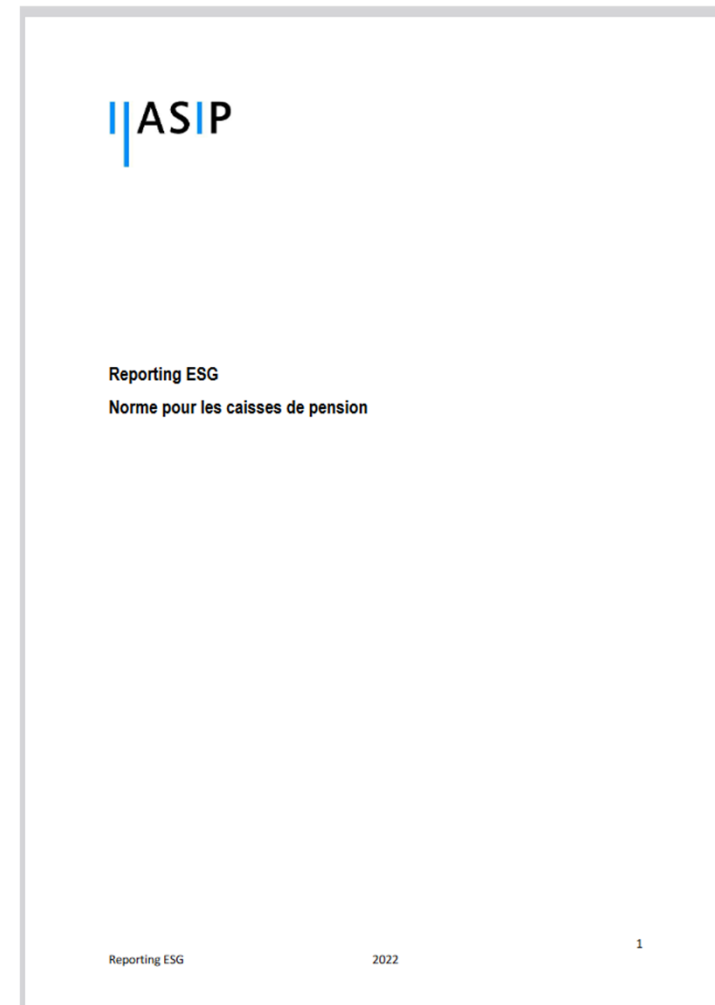 ASIP
Reporting ESG
Norme pour les caisses de pension
1
Reporting ESG 2022